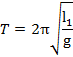 T = 2π√(l₁/g)